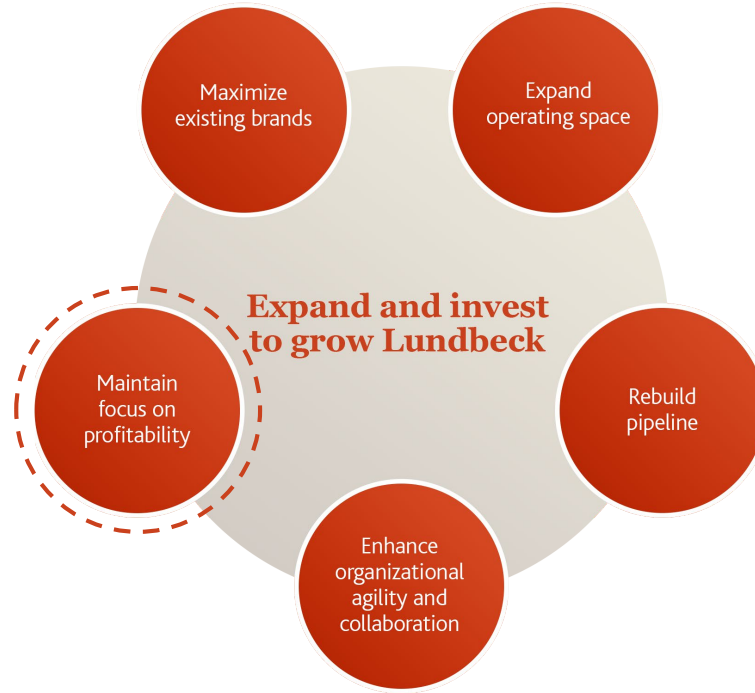 Maximize
existing brands
Expand
operating space
Expand and invest
to grow Lundbeck
Maintain
focus on
profitability
Rebuild
pipeline
Enhance
organizational
agility and
collaboration